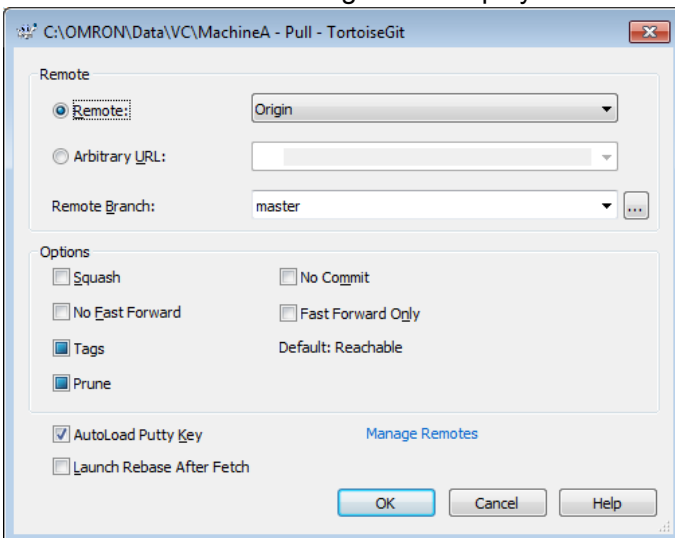 C:\OMRON\Data\VC\MachineA - Pull - TortoiseGit
Remote
Remote: Origin
Arbitrary URL:
Remote Branch: master ...
Options
Squash No Commit
No Fast Forward Fast Forward Only
Tags Default: Reachable
Prune
AutoLoad Putty Key Manage Remotes
Launch Rebase After Fetch
OK Cancel Help